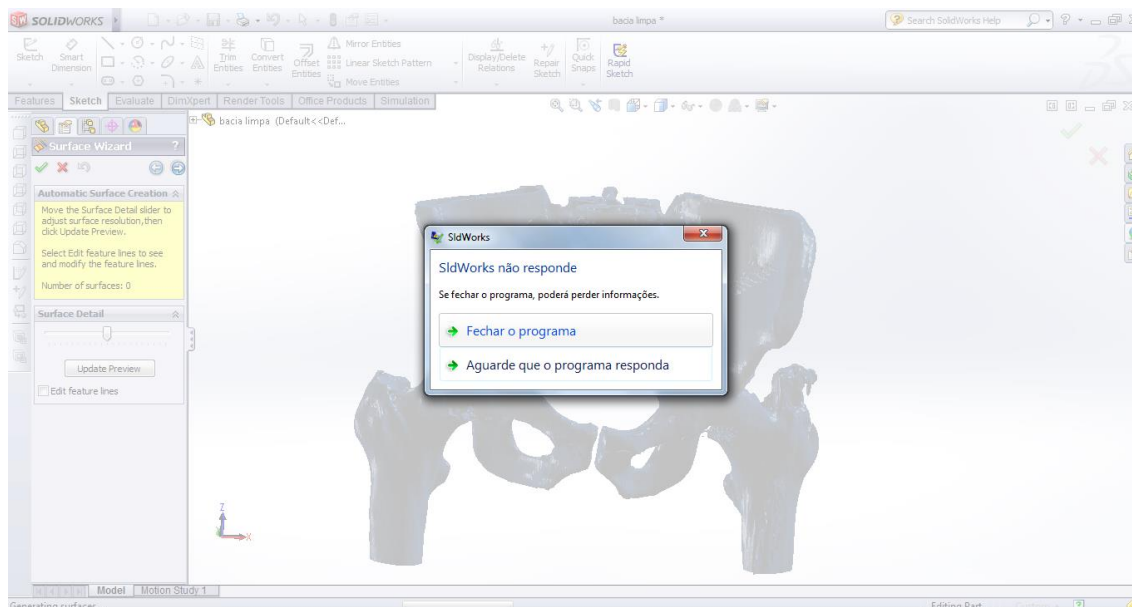 SOLIDWORKS
bacia limpa *
Search SolidWorks Help
Sketch
Smart Dimension
Trim Entities
Convert Entities
Offset Entities
Mirror Entities
Linear Sketch Pattern
Move Entities
Display/Delete Relations
Repair Sketch
Quick Snaps
Rapid Sketch
Features Sketch Evaluate DimXpert Render Tools Office Products Simulation
bacia limpa (Default<<Def...
Surface Wizard ?
Automatic Surface Creation
Move the Surface Detail slider to
adjust surface resolution,then
click Update Preview.
Select Edit feature lines to see
and modify the feature lines.
Number of surfaces: 0
Surface Detail
Update Preview
Edit feature lines
SldWorks
SldWorks não responde
Se fechar o programa, poderá perder informações.
Fechar o programa
Aguarde que o programa responda
Z
X
Model Motion Study 1
Generating surfaces
Editing Part